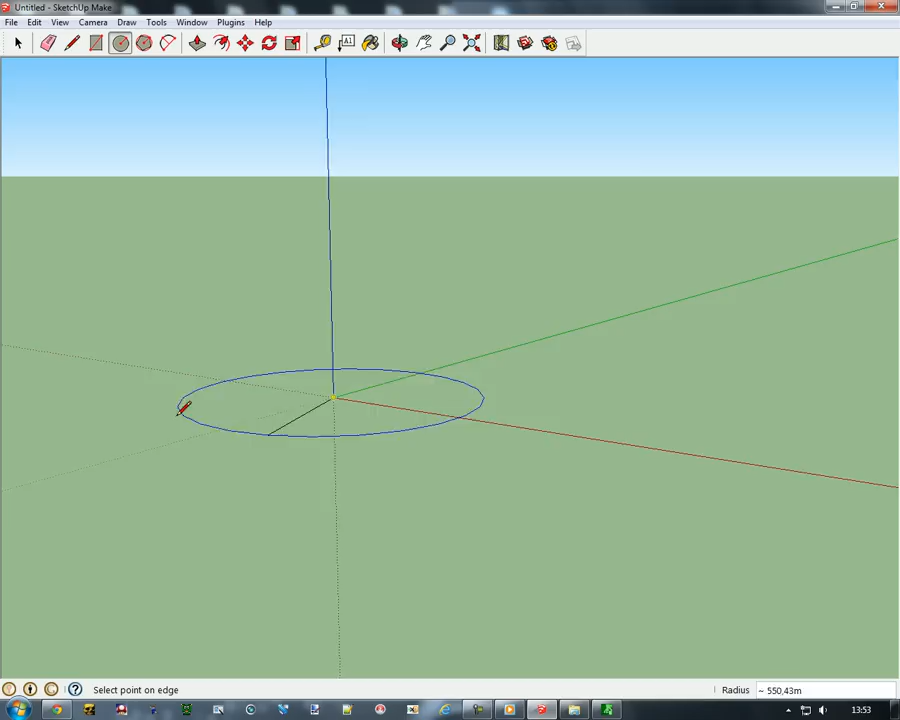 Untitled - SketchUp Make
File Edit View Camera Draw Tools Window Plugins Help
A1
Select point on edge
Radius ~ 550,43m
13:53